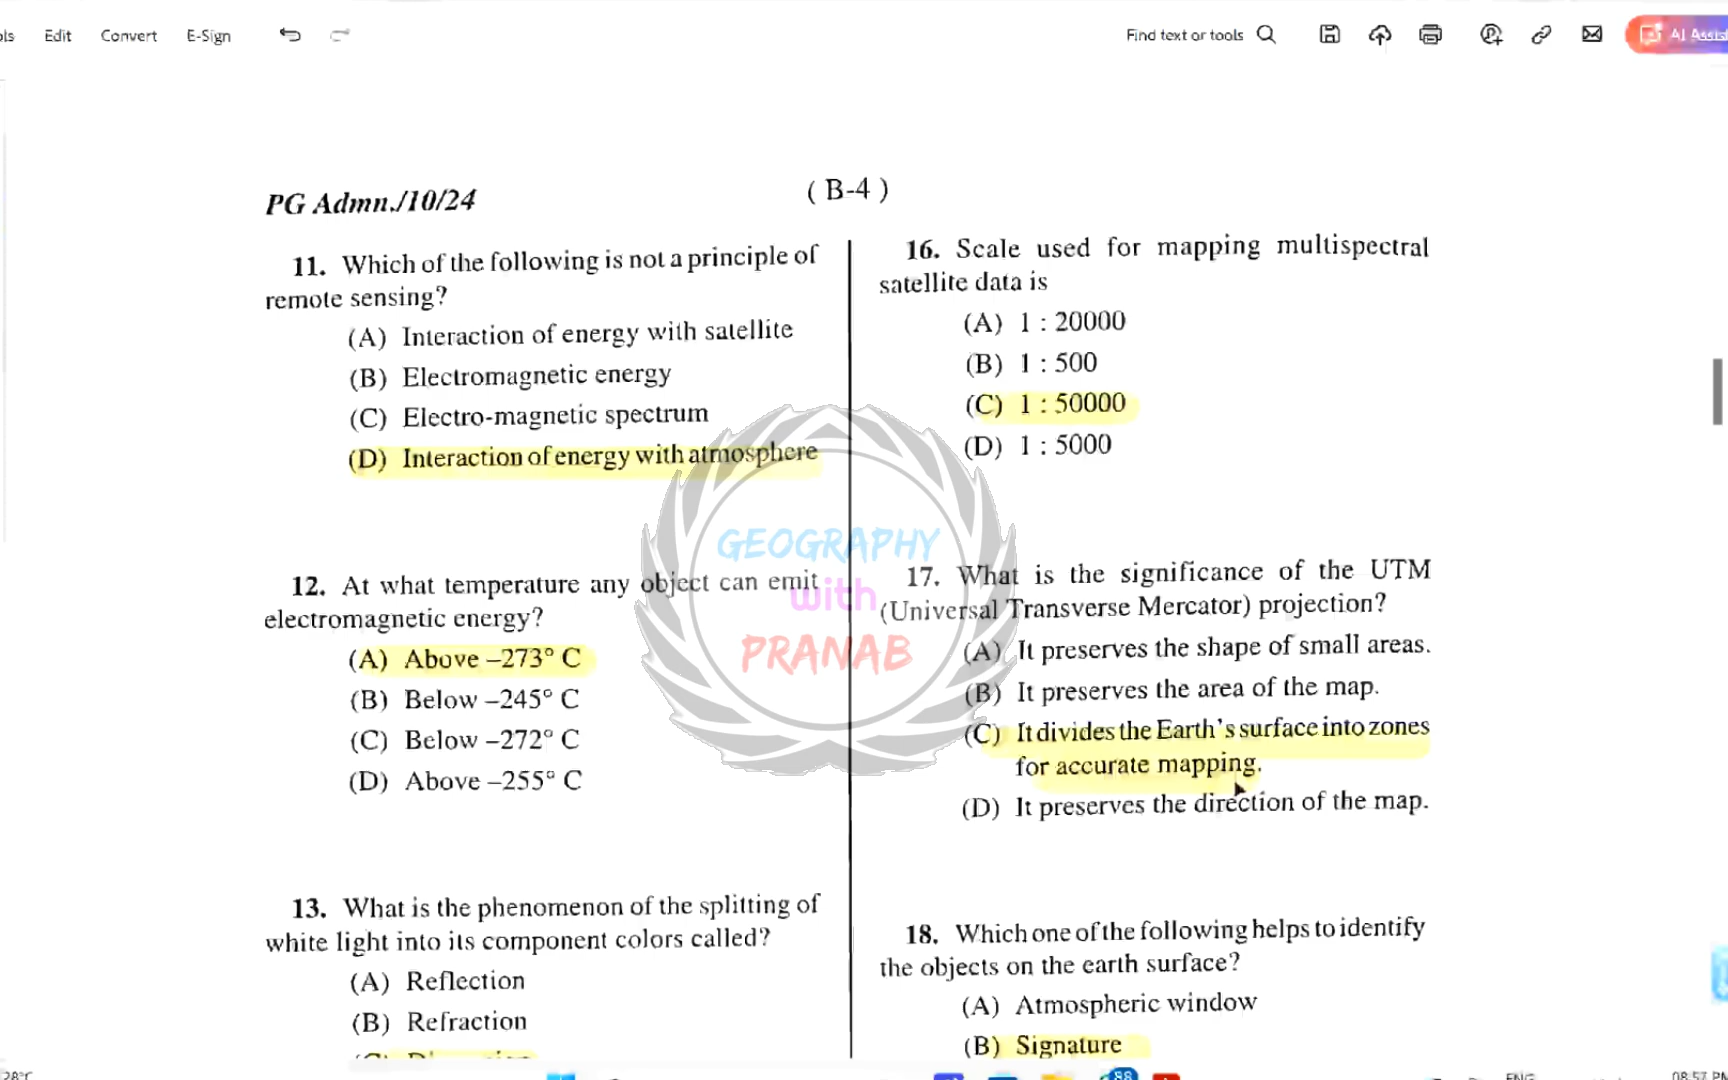 Edit Convert E-Sign Find text or tools AI Assis
PG Admn./10/24
( B-4 )
11. Which of the following is not a principle of
remote sensing?
(A) Interaction of energy with satellite
(B) Electromagnetic energy
(C) Electro-magnetic spectrum
(D) Interaction of energy with atmosphere
12. At what temperature any object can emit
electromagnetic energy?
(A) Above –273° C
(B) Below –245° C
(C) Below –272° C
(D) Above –255° C
13. What is the phenomenon of the splitting of
white light into its component colors called?
(A) Reflection
(B) Refraction
16. Scale used for mapping multispectral
satellite data is
(A) 1 : 20000
(B) 1 : 500
(C) 1 : 50000
(D) 1 : 5000
17. What is the significance of the UTM
(Universal Transverse Mercator) projection?
(A) It preserves the shape of small areas.
(B) It preserves the area of the map.
(C) It divides the Earth's surface into zones
for accurate mapping.
(D) It preserves the direction of the map.
18. Which one of the following helps to identify
the objects on the earth surface?
(A) Atmospheric window
(B) Signature
GEOGRAPHY
with
PRANAB
28°C
88
ENG
08:57 PM